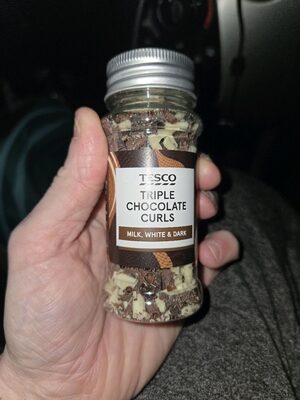 TESCO
TRIPLE
CHOCOLATE
CURLS
MILK, WHITE & DARK